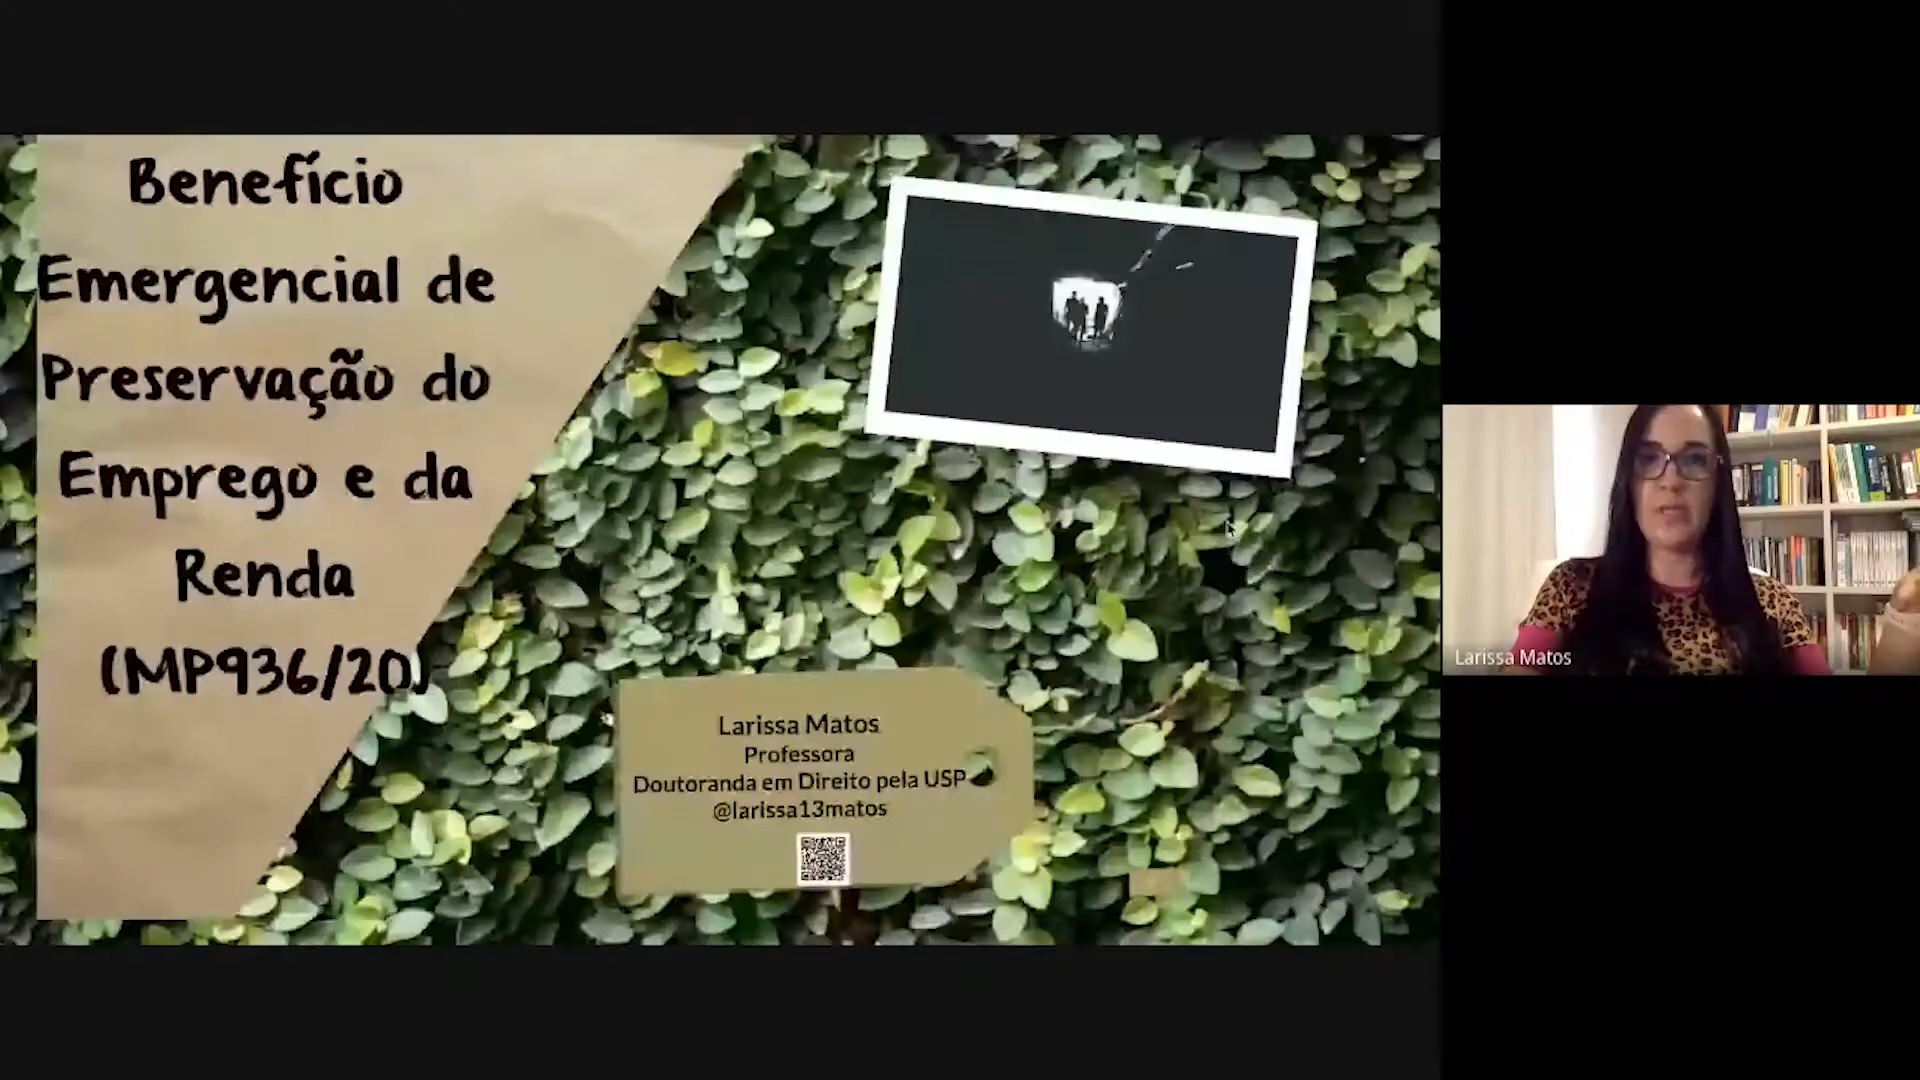 Benefício
Emergencial de
Preservação do
Emprego e da
Renda
(MP936/20)
Larissa Matos
Professora
Doutoranda em Direito pela USP
@larissa13matos
Larissa Matos